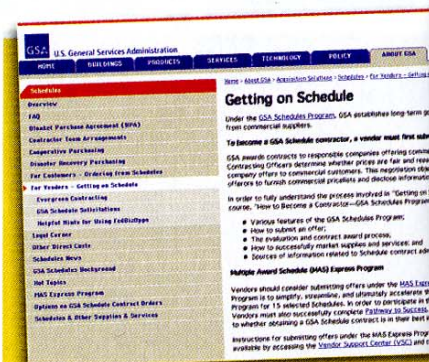 GSA U.S. General Services Administration
HOME BUILDINGS PRODUCTS SERVICES TECHNOLOGY POLICY ABOUT GSA
Home > About GSA > Acquisition Solutions > Schedules > For Vendors - Getting
Schedules
Overview
FAQ
Blanket Purchase Agreement (BPA)
Contractor Team Arrangements
Cooperative Purchasing
Disaster Recovery Purchasing
For Customers - Ordering from Schedules
For Vendors - Getting on Schedule
Evergreen Contracting
GSA Schedule Solicitations
Helpful Hints for Using FedBizOpps
Legal Corner
Other Direct Costs
Schedules News
GSA Schedules Background
Hot Topics
MAS Express Program
Options on GSA Schedule Contract Orders
Schedules & Other Supplies & Services
Getting on Schedule
Under the GSA Schedules Program, GSA establishes long-term go
from commercial suppliers.
To become a GSA Schedule contractor, a vendor must first sub
GSA awards contracts to responsible companies offering comme
Contracting Officers determine whether prices are fair and reas
company offers to commercial customers. This negotiation obje
offerors to furnish commercial pricelists and disclose informatio
In order to fully understand the process involved in "Getting on S
course, "How to Become a Contractor—GSA Schedules Program
• Various features of the GSA Schedules Program;
• How to submit an offer;
• The evaluation and contract award process;
• How to successfully market supplies and services; and
• Sources of information related to Schedule contract adm
Multiple Award Schedule (MAS) Express Program
Vendors should consider submitting offers under the MAS Expre
Program is to simplify, streamline, and ultimately accelerate th
Program for 15 selected Schedules. In order to participate in th
Vendors must also successfully complete Pathway to Success,
to whether obtaining a GSA Schedule contract is in their best i
Instructions for submitting offers under the MAS Express Prog
available by accessing the Vendor Support Center (VSC) and c